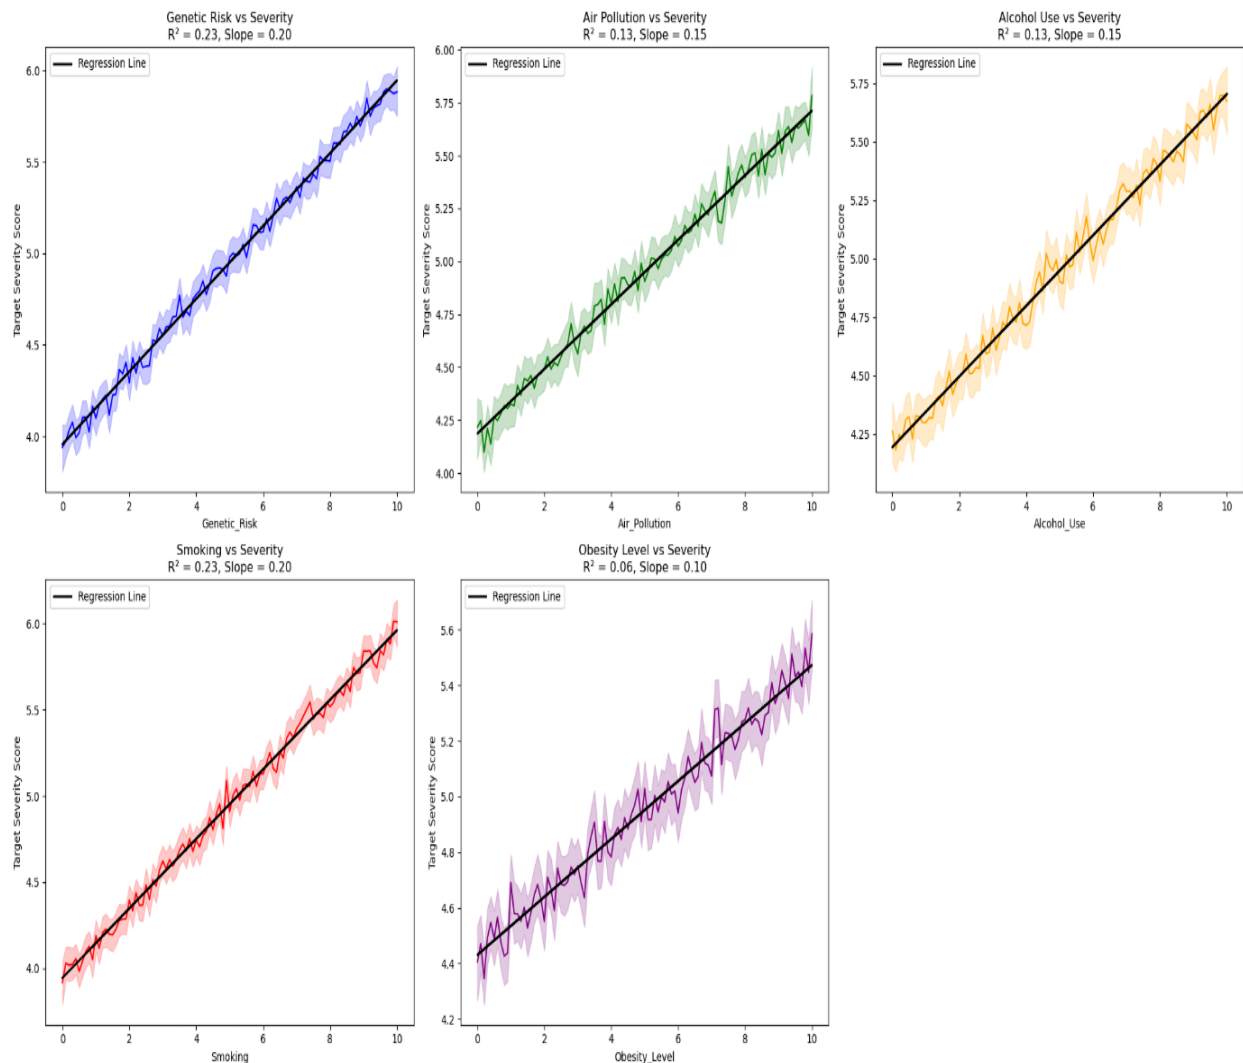 Genetic Risk vs Severity
R² = 0.23, Slope = 0.20
Regression Line
Target Severity Score
6.0
5.5
5.0
4.5
4.0
0 2 4 6 8 10
Genetic_Risk
Air Pollution vs Severity
R² = 0.13, Slope = 0.15
Regression Line
Target Severity Score
6.00
5.75
5.50
5.25
5.00
4.75
4.50
4.25
4.00
0 2 4 6 8 10
Air_Pollution
Alcohol Use vs Severity
R² = 0.13, Slope = 0.15
Regression Line
Target Severity Score
5.75
5.50
5.25
5.00
4.75
4.50
4.25
0 2 4 6 8 10
Alcohol_Use
Smoking vs Severity
R² = 0.23, Slope = 0.20
Regression Line
Target Severity Score
6.0
5.5
5.0
4.5
4.0
0 2 4 6 8 10
Smoking
Obesity Level vs Severity
R² = 0.06, Slope = 0.10
Regression Line
Target Severity Score
5.6
5.4
5.2
5.0
4.8
4.6
4.4
4.2
0 2 4 6 8 10
Obesity_Level